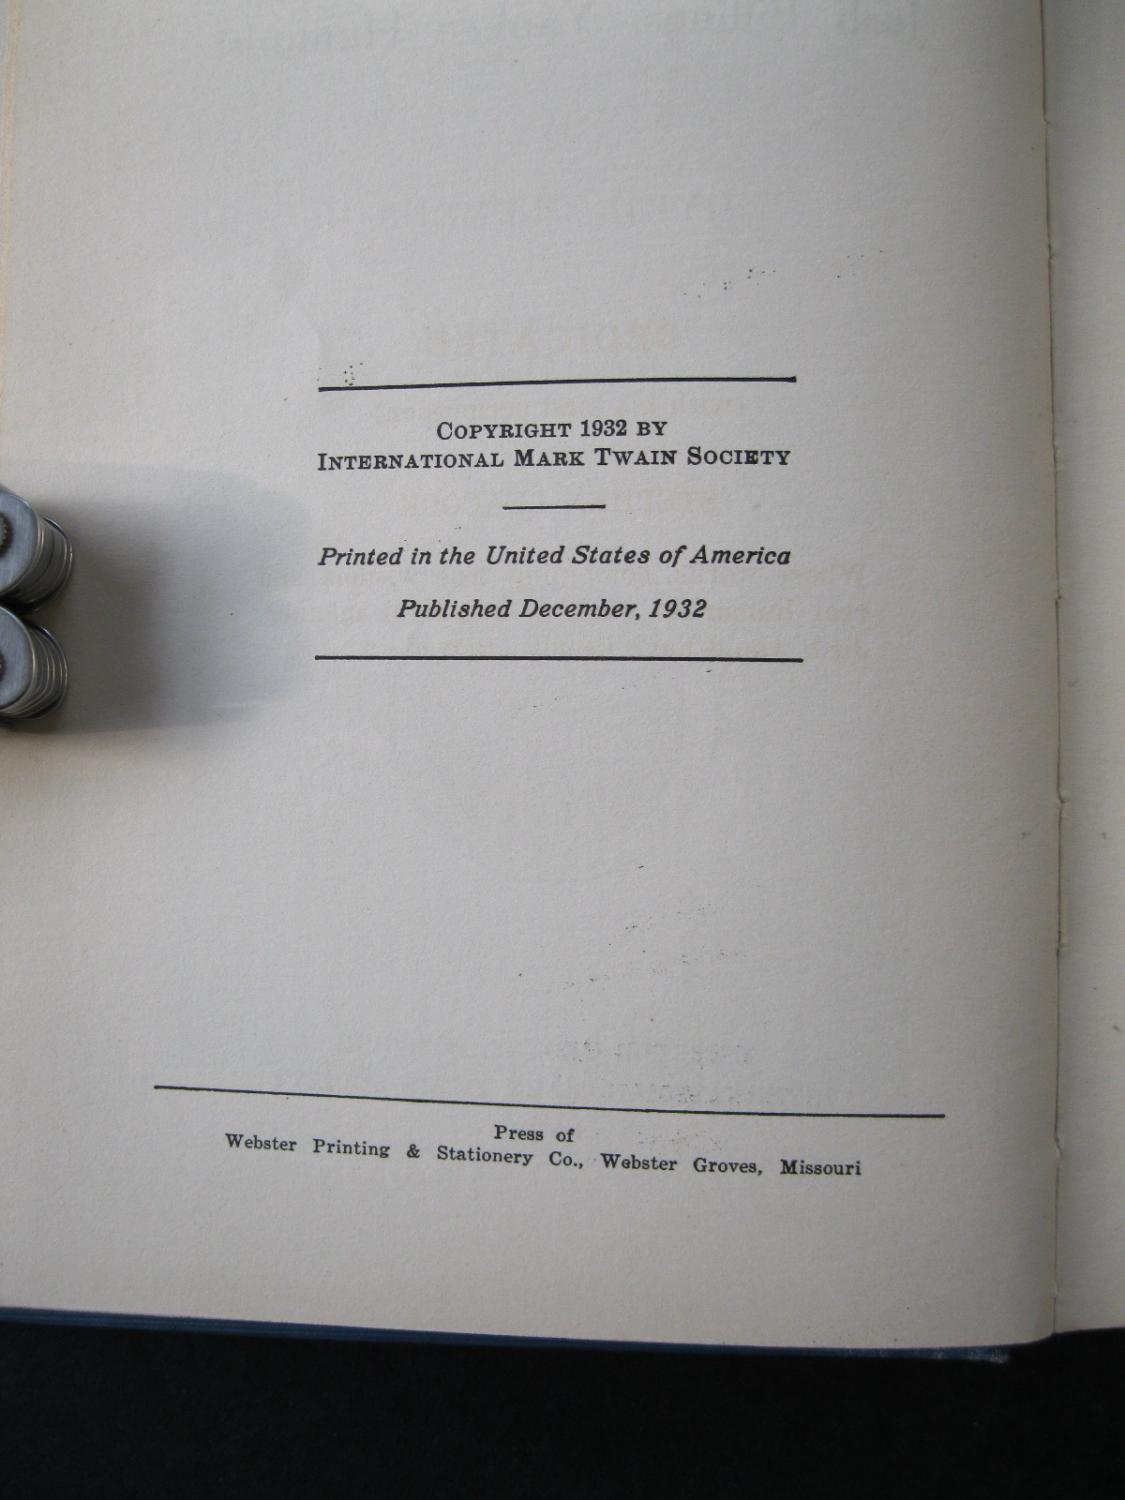 COPYRIGHT 1932 BY
INTERNATIONAL MARK TWAIN SOCIETY
Printed in the United States of America
Published December, 1932
Press of
Webster Printing & Stationery Co., Webster Groves, Missouri